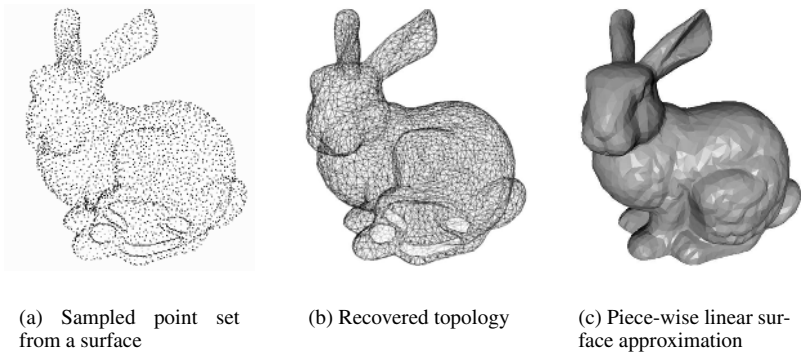 (a) Sampled point set
from a surface
(b) Recovered topology
(c) Piece-wise linear sur-
face approximation